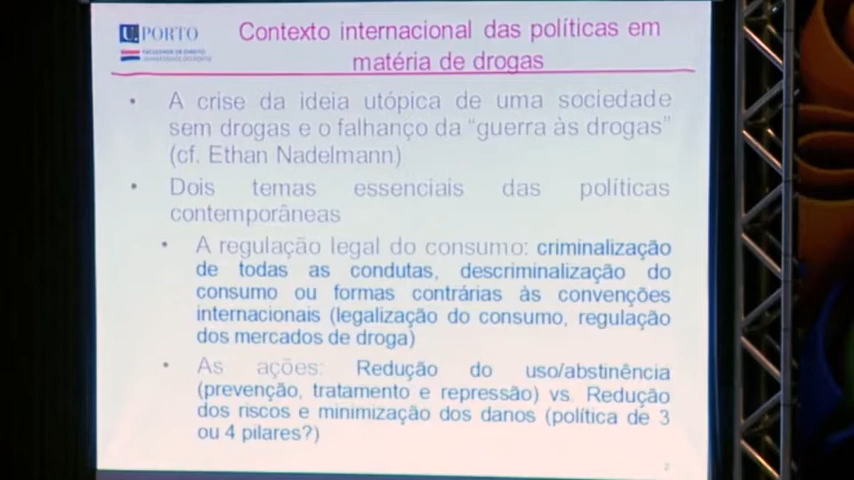 U. PORTO
FACULDADE DE DIREITO
UNIVERSIDADE DO PORTO
Contexto internacional das políticas em
matéria de drogas
• A crise da ideia utópica de uma sociedade
sem drogas e o falhanço da “guerra às drogas”
(cf. Ethan Nadelmann)
• Dois temas essenciais das políticas
contemporâneas
• A regulação legal do consumo: criminalização
de todas as condutas, descriminalização do
consumo ou formas contrárias às convenções
internacionais (legalização do consumo, regulação
dos mercados de droga)
• As ações: Redução do uso/abstinência
(prevenção, tratamento e repressão) vs. Redução
dos riscos e minimização dos danos (política de 3
ou 4 pilares?)
2